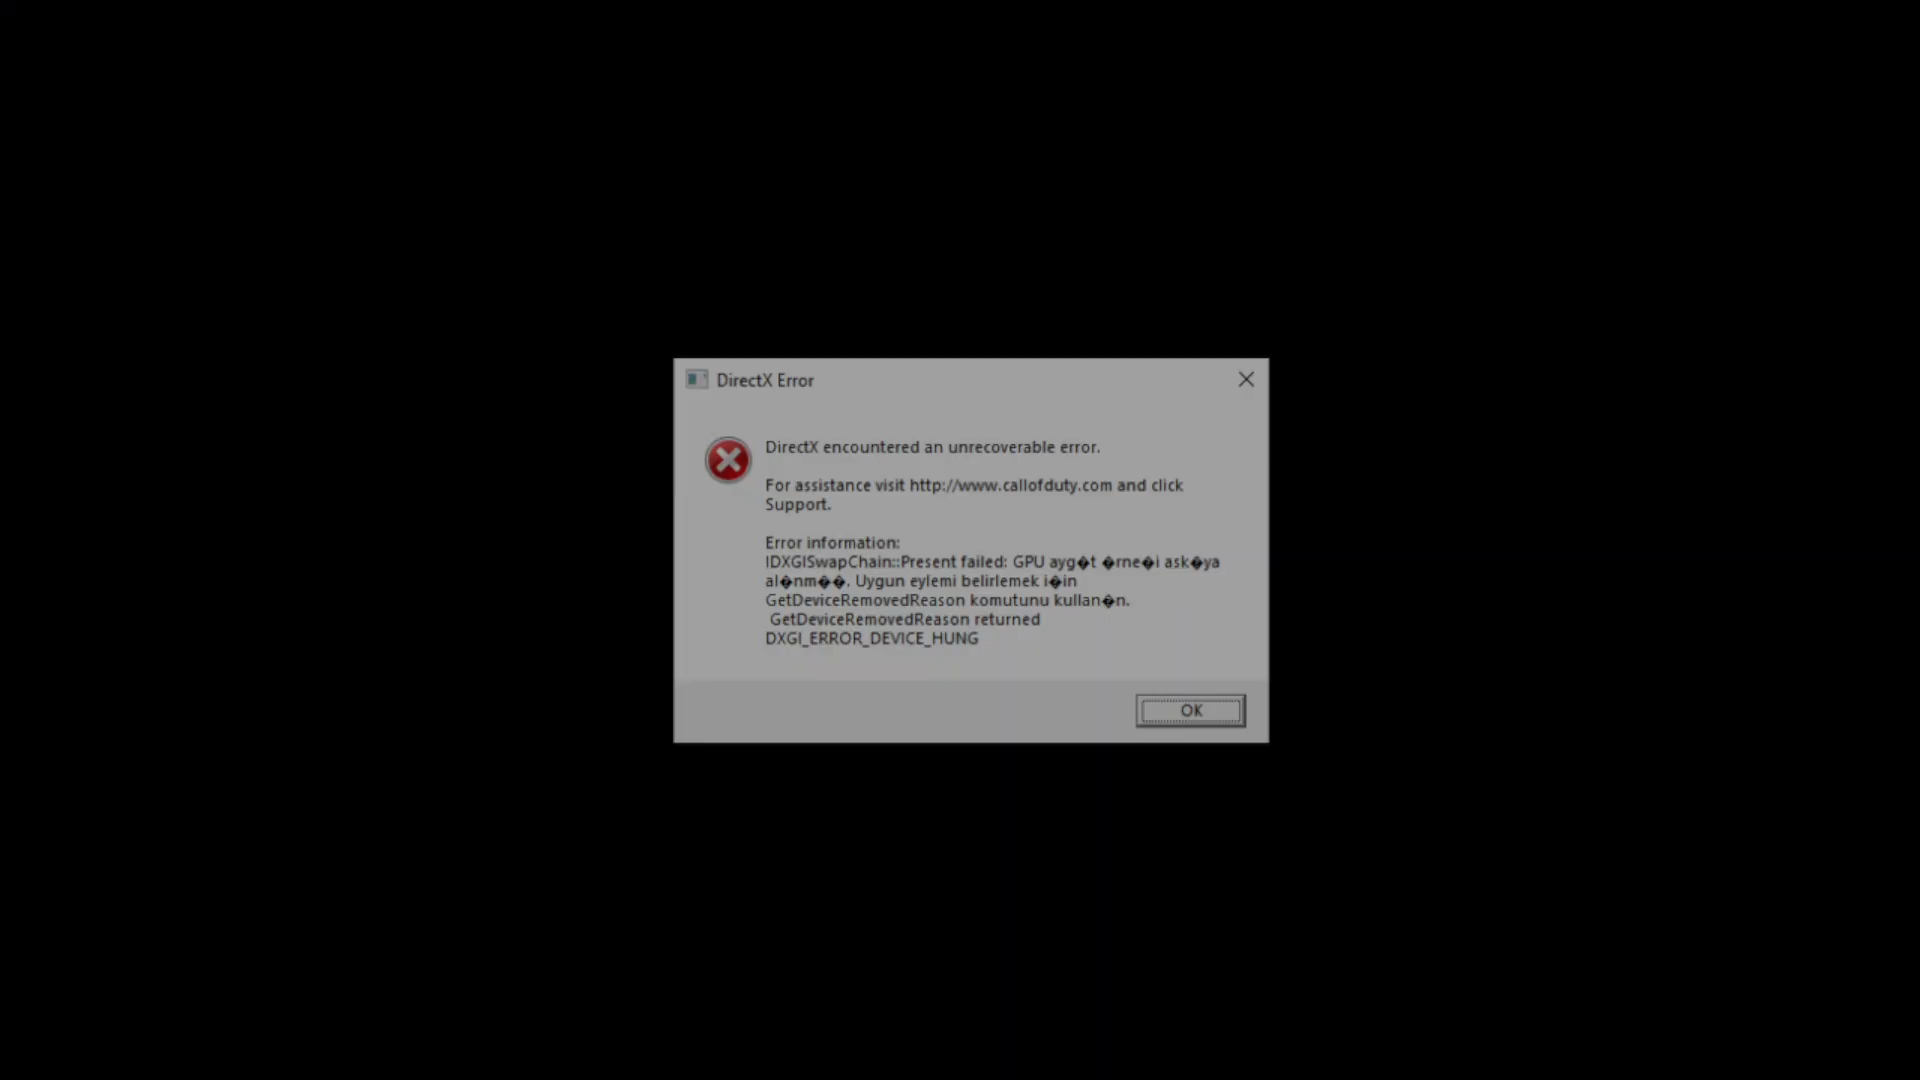 DirectX Error
DirectX encountered an unrecoverable error.
For assistance visit http://www.callofduty.com and click
Support.
Error information:
IDXGISwapChain::Present failed: GPU ayg�t �rne�i ask�ya
al�nm��. Uygun eylemi belirlemek i�in
GetDeviceRemovedReason komutunu kullan�n.
GetDeviceRemovedReason returned
DXGI_ERROR_DEVICE_HUNG
OK